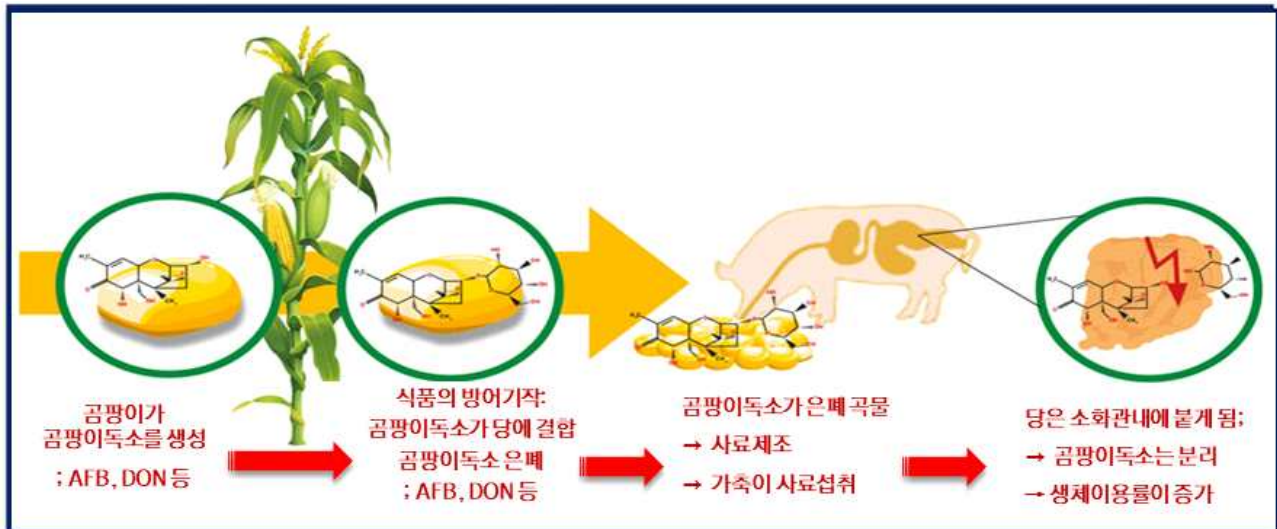 곰팡이가
곰팡이독소를 생성
; AFB, DON 등
식품의 방어기작:
곰팡이독소가 당에 결합
곰팡이독소 은폐
; AFB, DON 등
곰팡이독소가 은폐 곡물
→ 사료제조
→ 가축이 사료섭취
당은 소화관내에 붙게 됨;
→ 곰팡이독소는 분리
→ 생체이용률이 증가